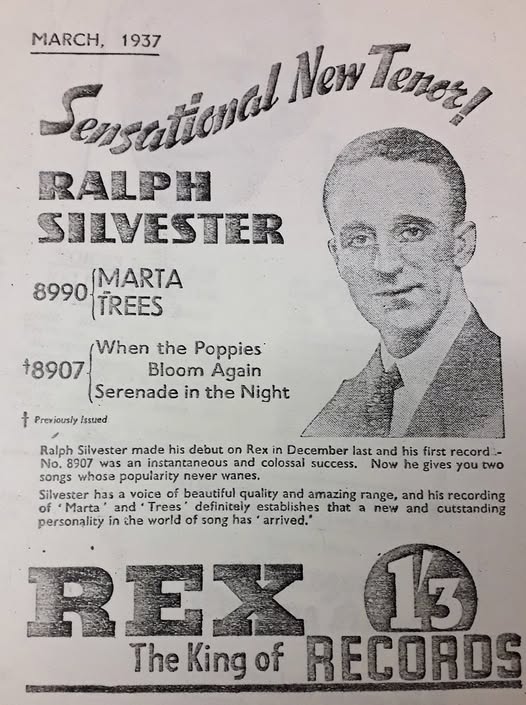 MARCH, 1937
Sensational New Tenor!
RALPH
SILVESTER
8990 { MARTA
TREES
†8907 { When the Poppies
Bloom Again
Serenade in the Night
† Previously Issued
Ralph Silvester made his debut on Rex in December last and his first record :-
No. 8907 was an instantaneous and colossal success. Now he gives you two
songs whose popularity never wanes.
Silvester has a voice of beautiful quality and amazing range, and his recording
of ' Marta ' and ' Trees ' definitely establishes that a new and outstanding
personality in the world of song has ' arrived.'
REX 1'3
The King of RECORDS